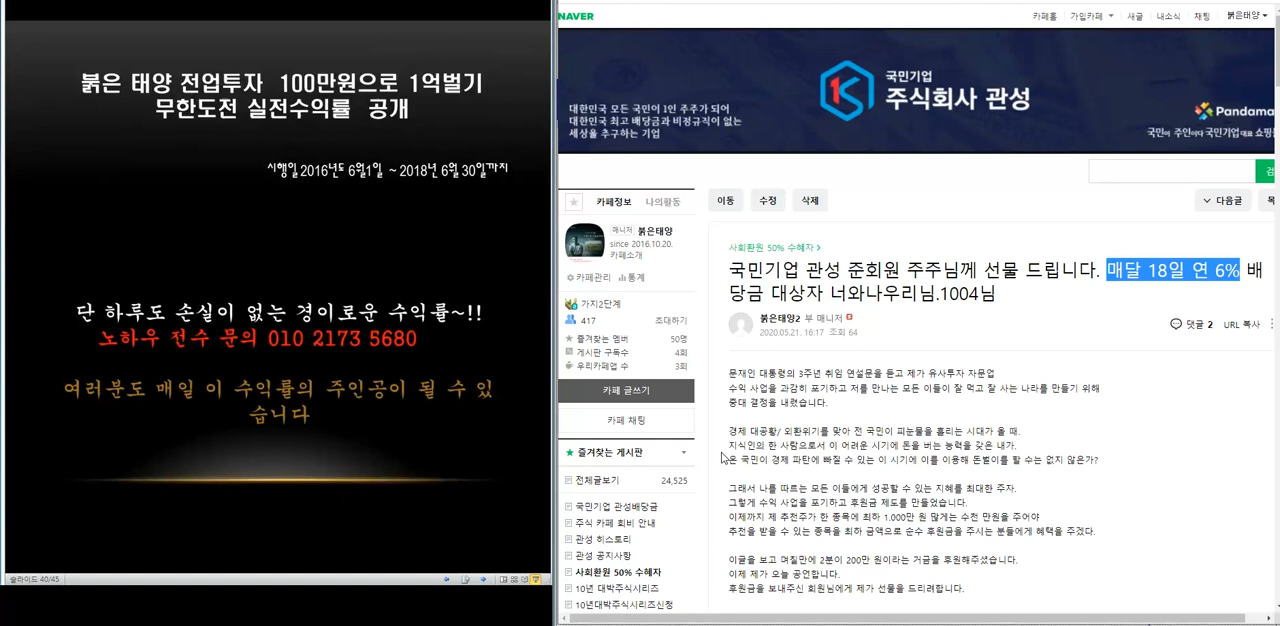 붉은 태양 전업투자 100만원으로 1억벌기
무한도전 실전수익률 공개
시행일 2016년도 6월1일 ~ 2018년 6월 30일까지
단 하루도 손실이 없는 경이로운 수익률~!!
노하우 전수 문의 010 2173 5680
여러분도 매일 이 수익률의 주인공이 될 수 있
습니다
슬라이드 40/45
NAVER
카페홈 가입카페 새글 내소식 채팅 붉은태양
대한민국 모든 국민이 1인 주주가 되어
대한민국 최고 배당금과 비정규직이 없는
세상을 추구하는 기업
국민기업
주식회사 관성
Pandama
국민이 주인이다 국민기업 대표 쇼핑
검
카페정보 나의활동
매니저 붉은태양
since 2016.10.20.
카페소개
카페관리 통계
가지2단계
417 초대하기
즐겨찾는 멤버 50명
게시판 구독수 4회
우리카페앱 수 3회
카페 글쓰기
카페 채팅
즐겨찾는 게시판
전체글보기 24,525
국민기업 관성배당금
주식 카페 회비 안내
관성 히스토리
관성 공지사항
사회환원 50% 수혜자
10년 대박주식시리즈
10년대박주식시리즈신청
이동 수정 삭제
다음글 목
사회환원 50% 수혜자
국민기업 관성 준회원 주주님께 선물 드립니다. 매달 18일 연 6% 배
당금 대상자 너와나우리님.1004님
붉은태양2 부 매니저
2020.05.21. 16:17 조회 64
댓글 2 URL 복사
문재인 대통령의 3주년 취임 연설문을 듣고 제가 유사투자 자문업
수익 사업을 과감히 포기하고 저를 만나는 모든 이들이 잘 먹고 잘 사는 나라를 만들기 위해
중대 결정을 내렸습니다.
경제 대공황/ 외환위기를 맞아 전 국민이 피눈물을 흘리는 시대가 올 때.
지식인의 한 사람으로서 이 어려운 시기에 돈을 버는 능력을 갖은 내가.
온 국민이 경제 파탄에 빠질 수 있는 이 시기에 이를 이용해 돈벌이를 할 수는 없지 않은가?
그래서 나를 따르는 모든 이들에게 성공할 수 있는 지혜를 최대한 주자.
그렇게 수익 사업을 포기하고 후원금 제도를 만들었습니다.
이제까지 제 추천주가 한 종목에 최하 1.000만 원 많게는 수천 만원을 주어야
추천을 받을 수 있는 종목을 최하 금액으로 순수 후원금을 주시는 분들에게 혜택을 주겠다.
이글을 보고 며칠만에 2분이 200만 원이라는 거금을 후원해주셨습니다.
이제 제가 오늘 공언합니다.
후원금을 보내주신 회원님에게 제가 선물을 드리려합니다.